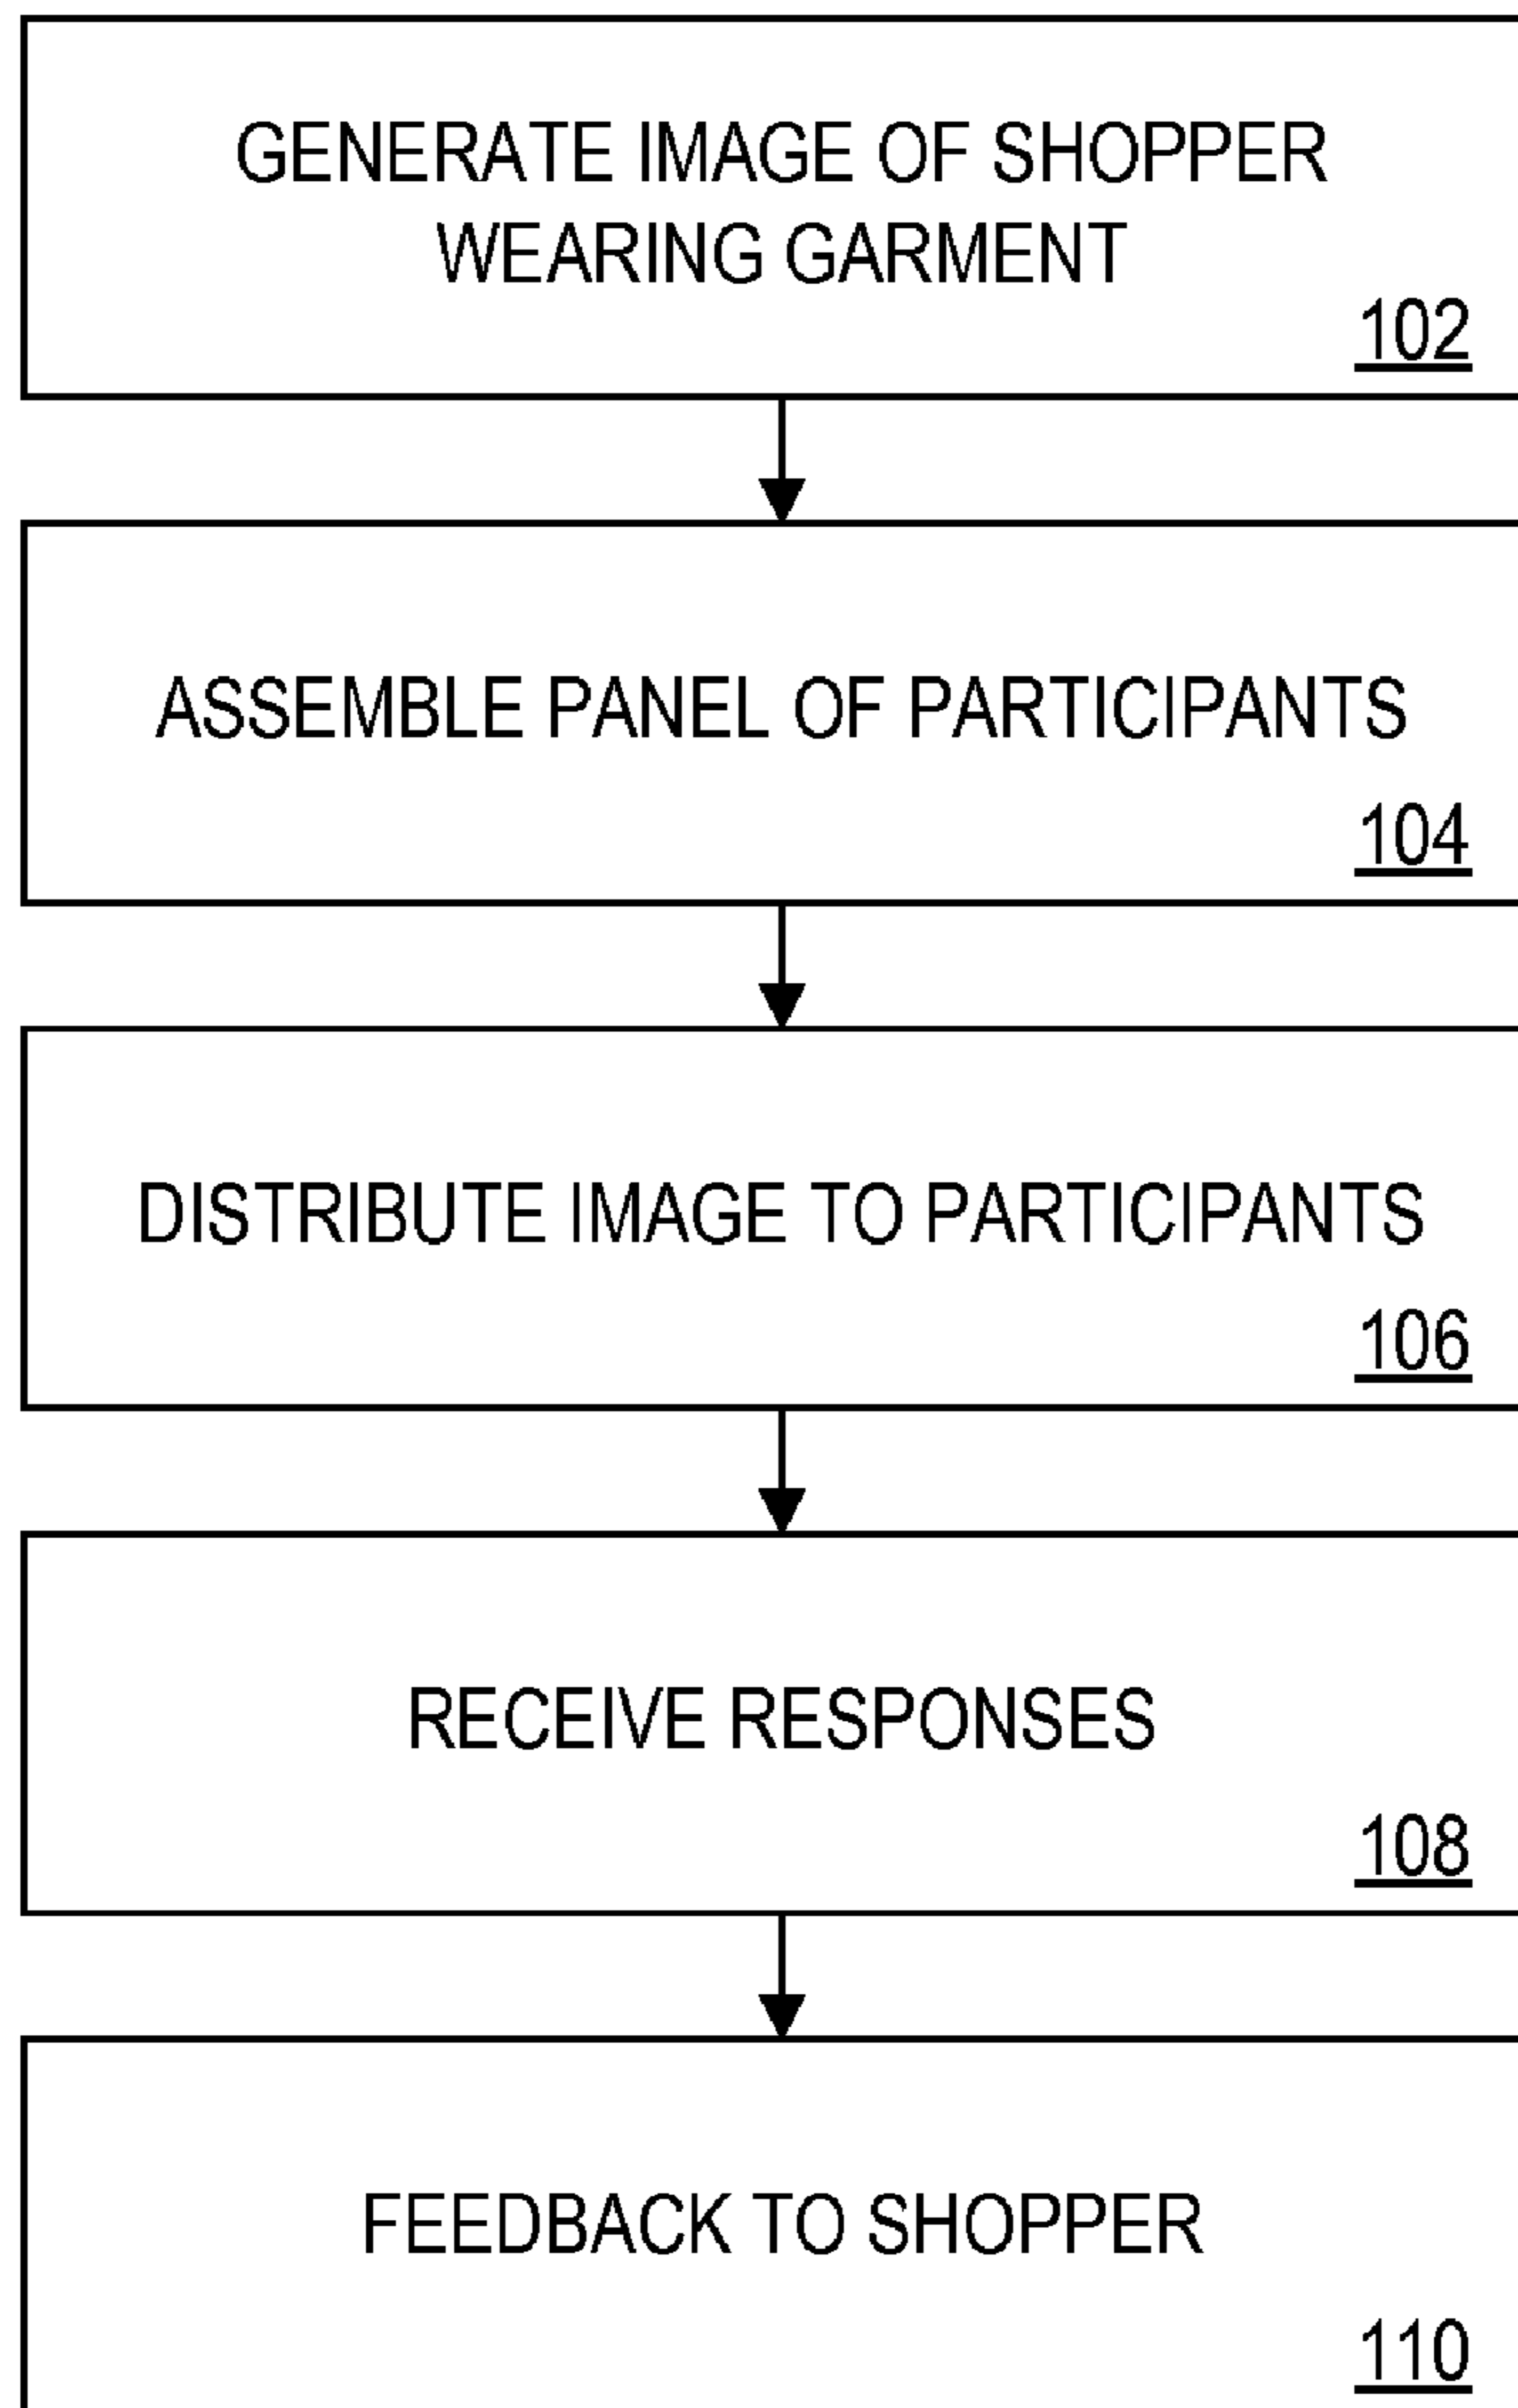 GENERATE IMAGE OF SHOPPER
WEARING GARMENT
102
ASSEMBLE PANEL OF PARTICIPANTS
104
DISTRIBUTE IMAGE TO PARTICIPANTS
106
RECEIVE RESPONSES
108
FEEDBACK TO SHOPPER
110